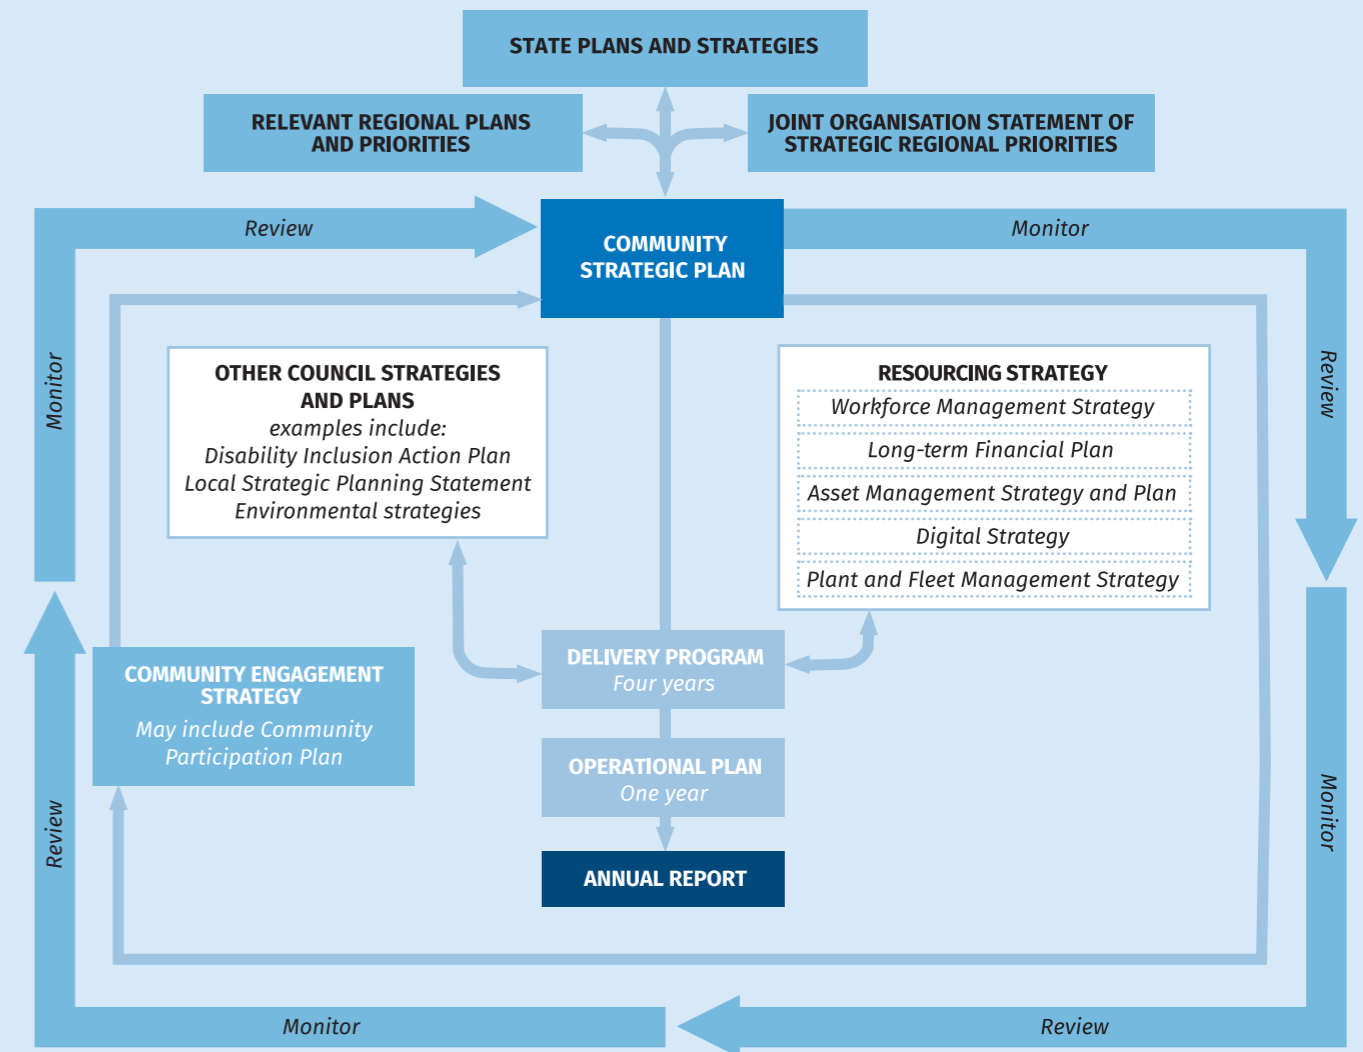 STATE PLANS AND STRATEGIES
RELEVANT REGIONAL PLANS
AND PRIORITIES
JOINT ORGANISATION STATEMENT OF
STRATEGIC REGIONAL PRIORITIES
Review
COMMUNITY
STRATEGIC PLAN
Monitor
Monitor
OTHER COUNCIL STRATEGIES
AND PLANS
examples include:
Disability Inclusion Action Plan
Local Strategic Planning Statement
Environmental strategies
RESOURCING STRATEGY
Workforce Management Strategy
Long-term Financial Plan
Asset Management Strategy and Plan
Digital Strategy
Plant and Fleet Management Strategy
Review
COMMUNITY ENGAGEMENT
STRATEGY
May include Community
Participation Plan
DELIVERY PROGRAM
Four years
OPERATIONAL PLAN
One year
ANNUAL REPORT
Review
Monitor
Monitor
Review